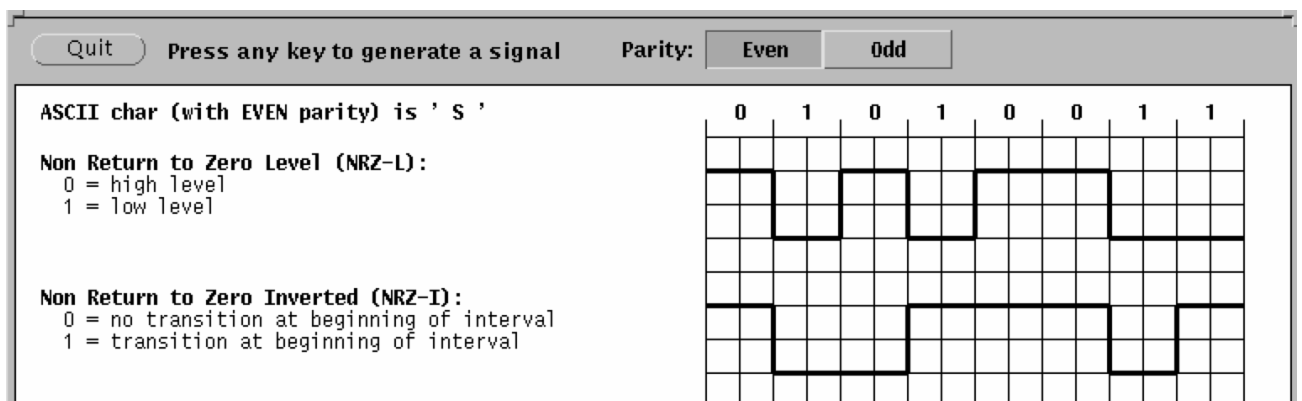 Quit Press any key to generate a signal Parity: Even Odd
ASCII char (with EVEN parity) is ' S ' 0 1 0 1 0 0 1 1
Non Return to Zero Level (NRZ-L):
0 = high level
1 = low level
Non Return to Zero Inverted (NRZ-I):
0 = no transition at beginning of interval
1 = transition at beginning of interval